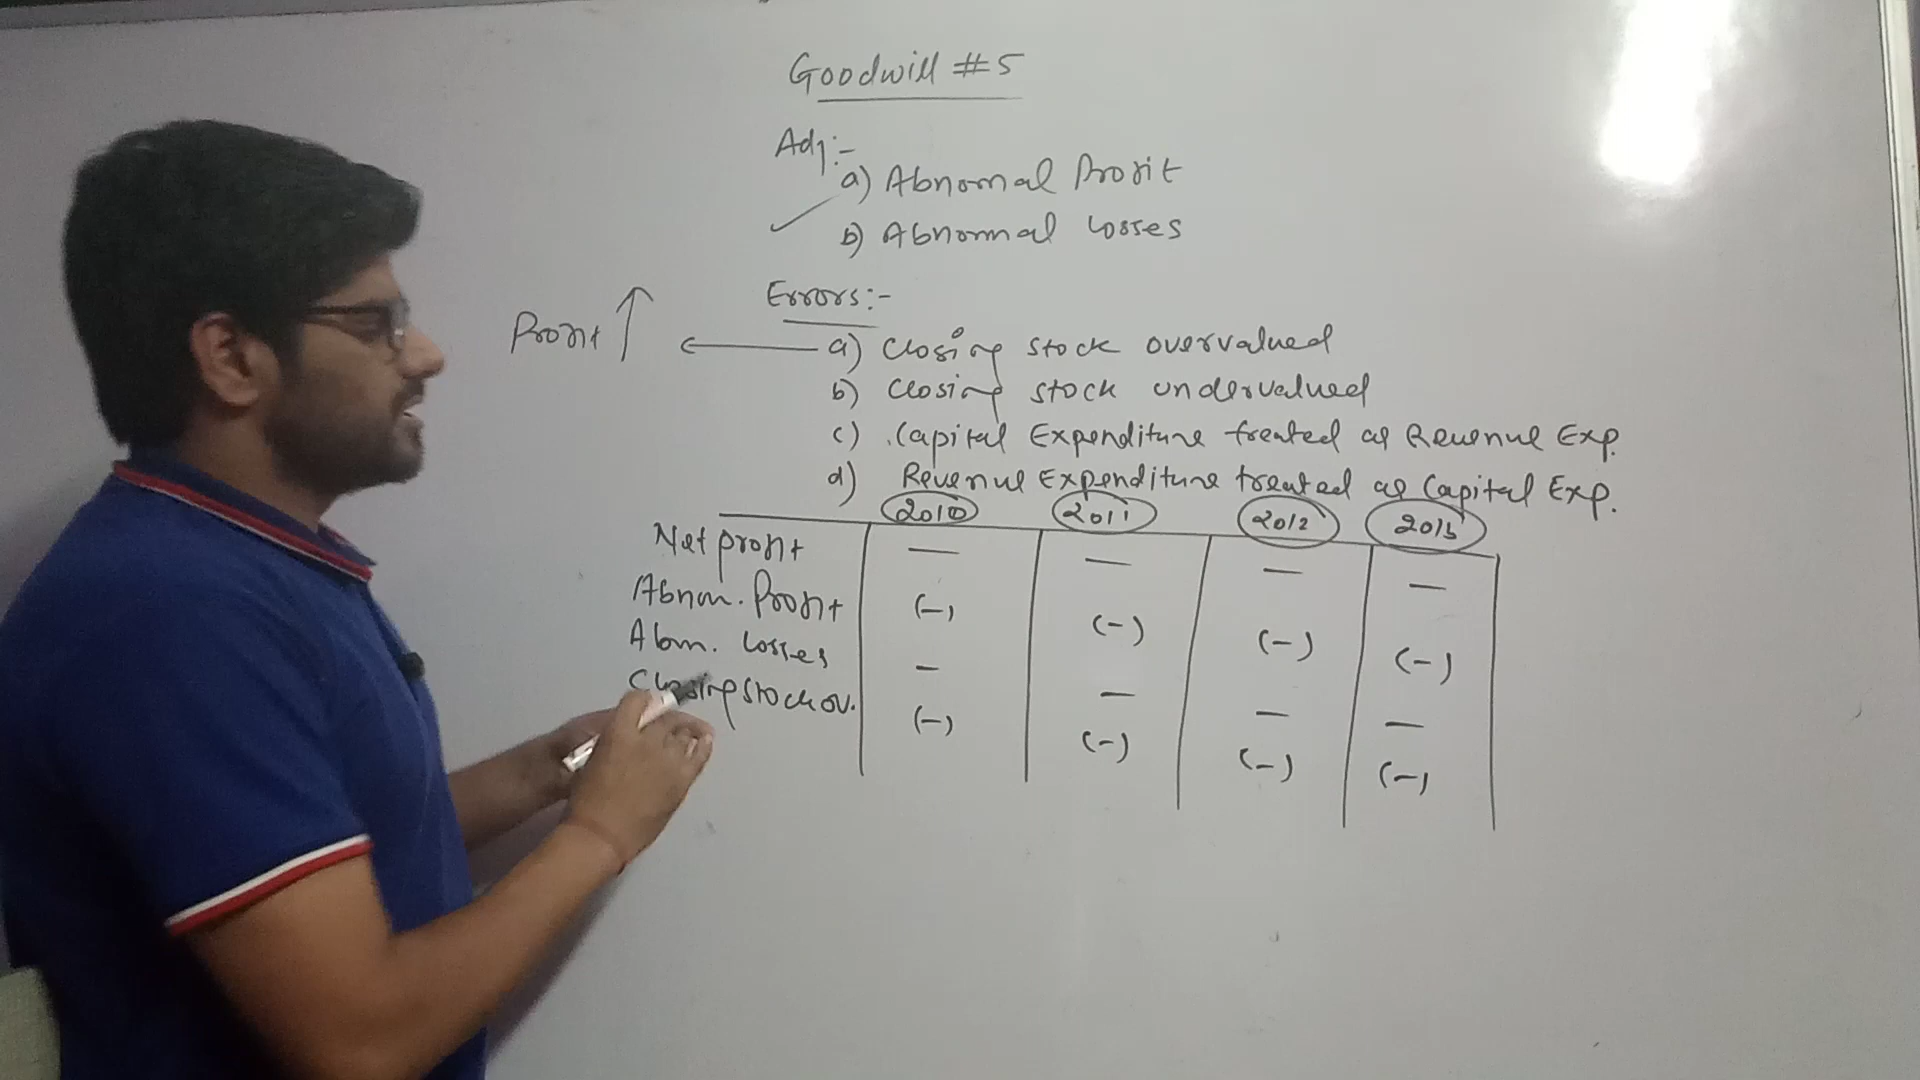 Goodwill #5
Adj:-
a) Abnomal Profit
b) Abnormal Losses
Errors:-
Profit ↑ ← a) Closing stock overvalued
b) Closing stock undervalued
c) Capital Expenditure treated as Revenue Exp.
d) Revenue Expenditure treated as Capital Exp.
2010 2011 2012 2013
Net profit — — — —
Abnor. Profit (-) (-) (-) (-)
Abn. Losses — — — —
Closing Stock ov. (-) (-) (-) (-)